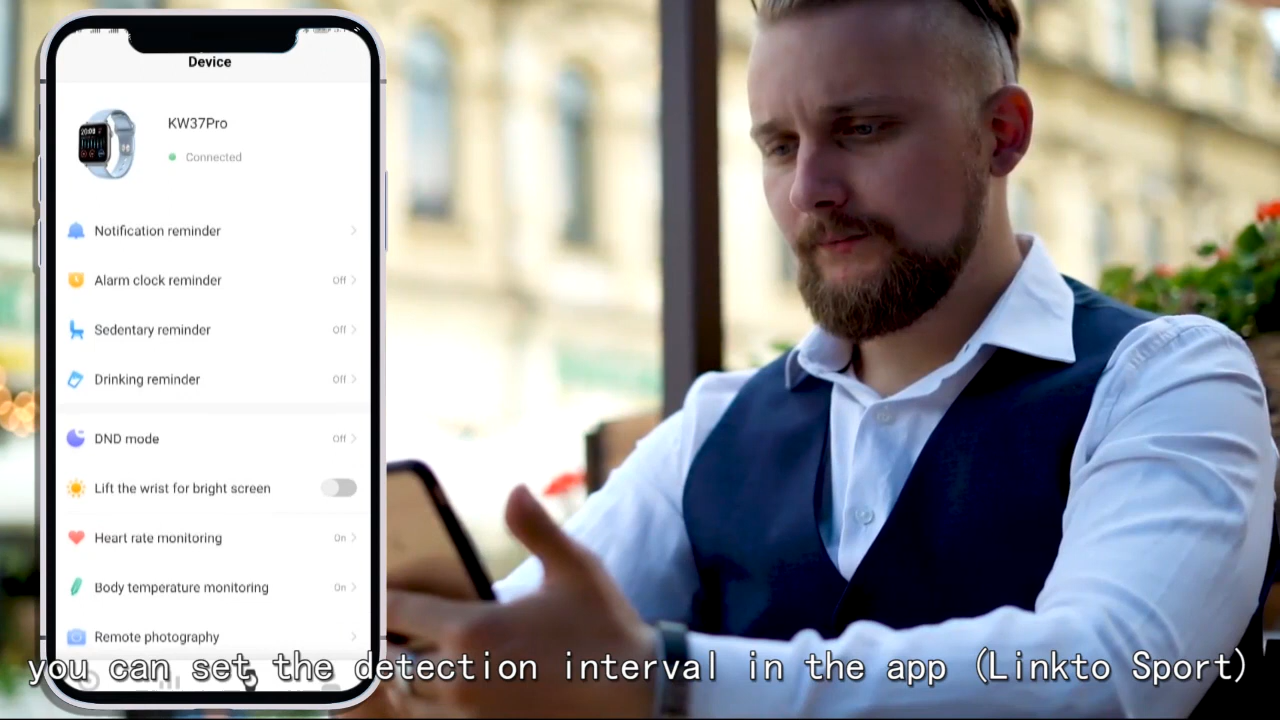 Device
KW37Pro
Connected
Notification reminder
Alarm clock reminder Off
Sedentary reminder Off
Drinking reminder Off
DND mode Off
Lift the wrist for bright screen
Heart rate monitoring On
Body temperature monitoring On
Remote photography
you can set the detection interval in the app (Linkto Sport)